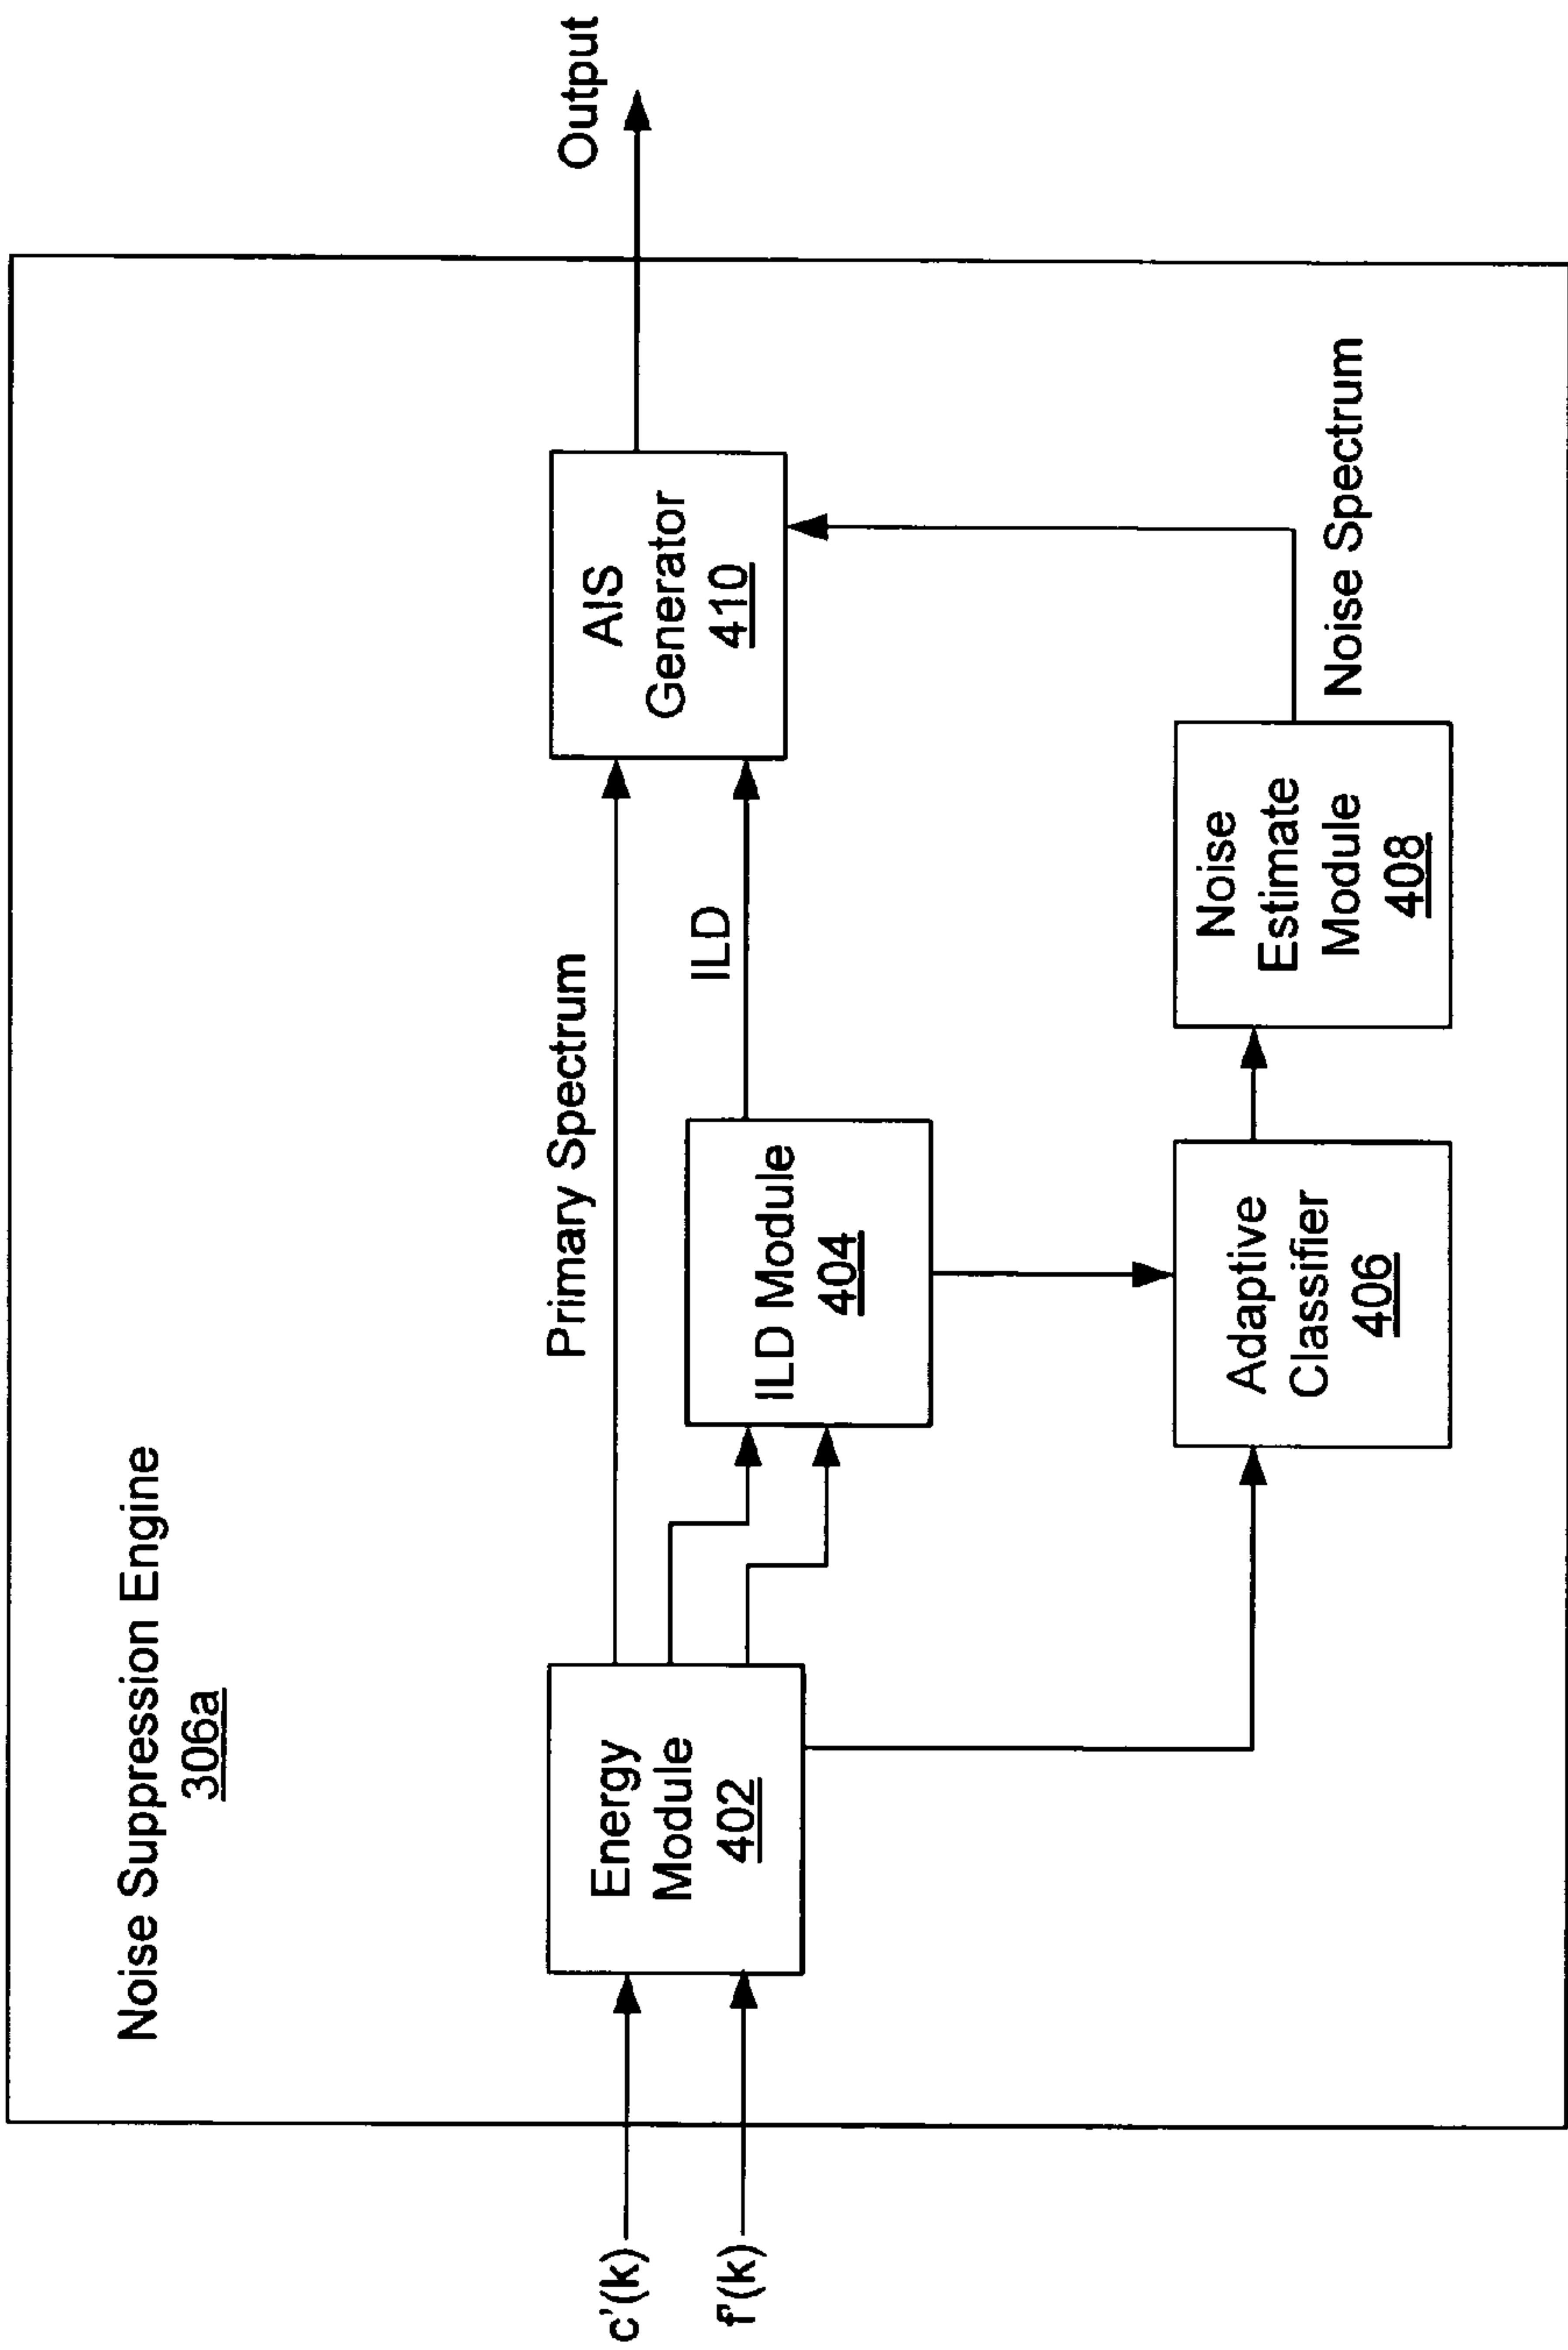 Noise Suppression Engine
306a
c'(k)
f'(k)
Energy
Module
402
Primary Spectrum
ILD Module
404
ILD
AIS
Generator
410
Output
Adaptive
Classifier
406
Noise
Estimate
Module
408
Noise Spectrum